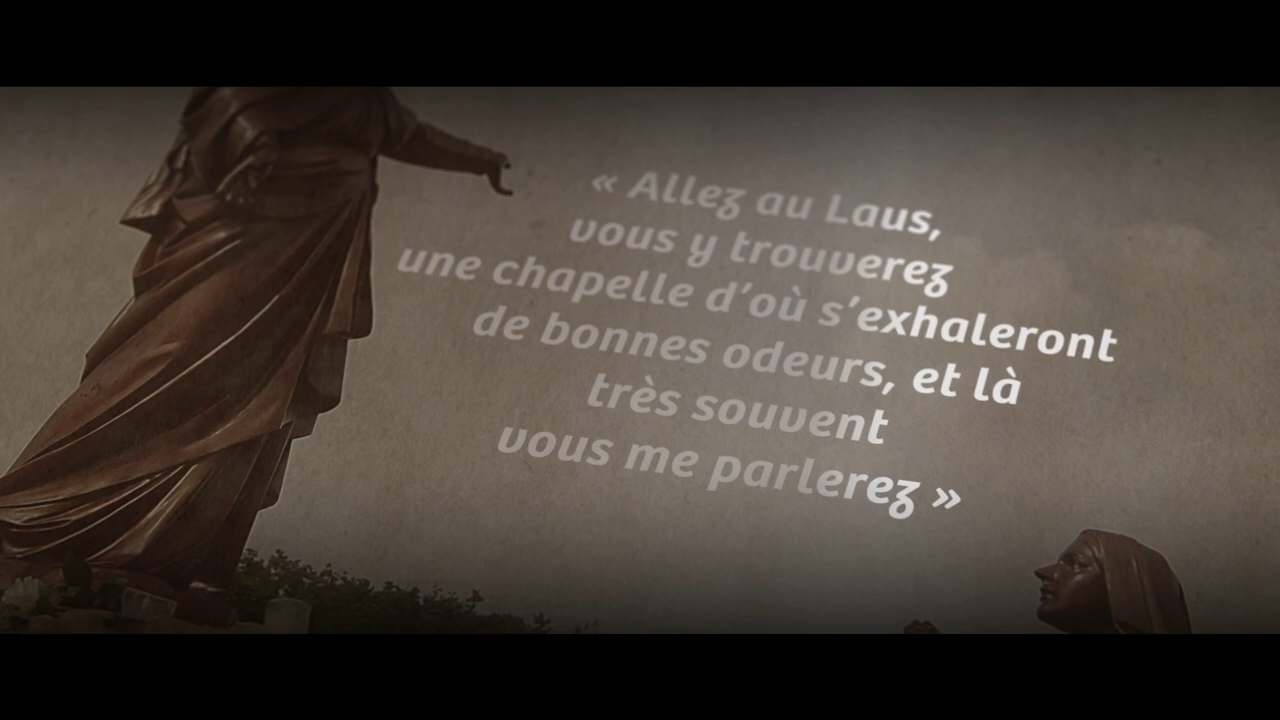 « Allez au Laus,
vous y trouverez
une chapelle d’où s’exhaleront
de bonnes odeurs, et là
très souvent
vous me parlerez »